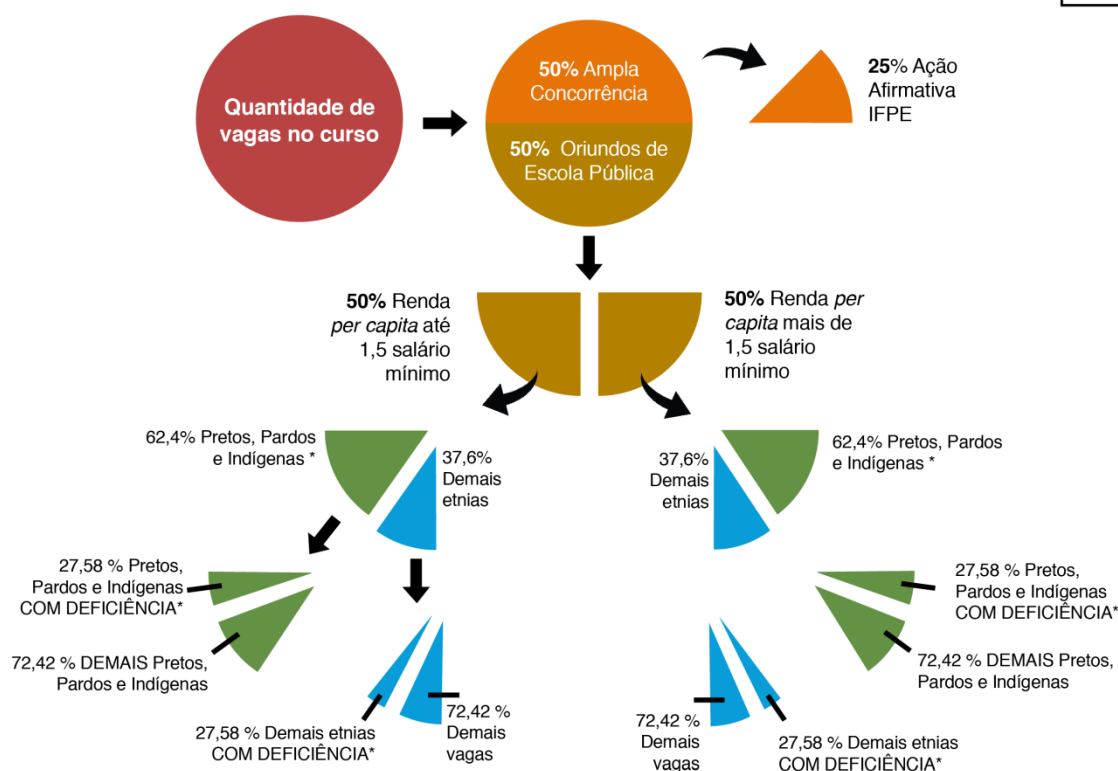 Quantidade de
vagas no curso
50% Ampla
Concorrência
50% Oriundos de
Escola Pública
25% Ação
Afirmativa
IFPE
50% Renda
per capita até
1,5 salário
mínimo
50% Renda per
capita mais de
1,5 salário
mínimo
62,4% Pretos, Pardos
e Indígenas *
37,6%
Demais
etnias
37,6%
Demais
etnias
62,4% Pretos, Pardos
e Indígenas *
27,58 % Pretos,
Pardos e Indígenas
COM DEFICIÊNCIA*
72,42 % DEMAIS Pretos,
Pardos e Indígenas
27,58 % Demais etnias
COM DEFICIÊNCIA*
72,42 %
Demais
vagas
72,42 %
Demais
vagas
27,58 % Demais etnias
COM DEFICIÊNCIA*
27,58 % Pretos,
Pardos e Indígenas
COM DEFICIÊNCIA*
72,42 % DEMAIS Pretos,
Pardos e Indígenas